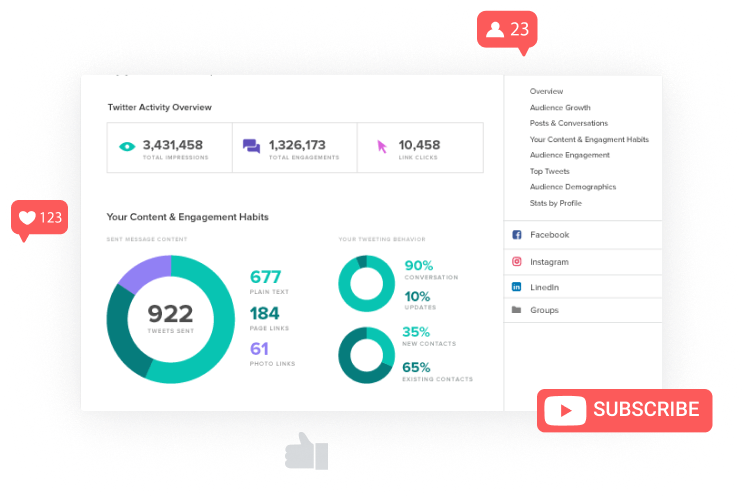 23
Twitter Activity Overview
3,431,458
TOTAL IMPRESSIONS
1,326,173
TOTAL ENGAGEMENTS
10,458
LINK CLICKS
Overview
Audience Growth
Posts & Conversations
Your Content & Engagment Habits
Audience Engagement
Top Tweets
Audience Demographics
Stats by Profile
Facebook
Instagram
LinedIn
Groups
123
Your Content & Engagement Habits
SENT MESSAGE CONTENT
922
TWEETS SENT
677
PLAIN TEXT
184
PAGE LINKS
61
PHOTO LINKS
YOUR TWEETING BEHAVIOR
90%
CONVERSATION
10%
UPDATES
35%
NEW CONTACTS
65%
EXISTING CONTACTS
SUBSCRIBE